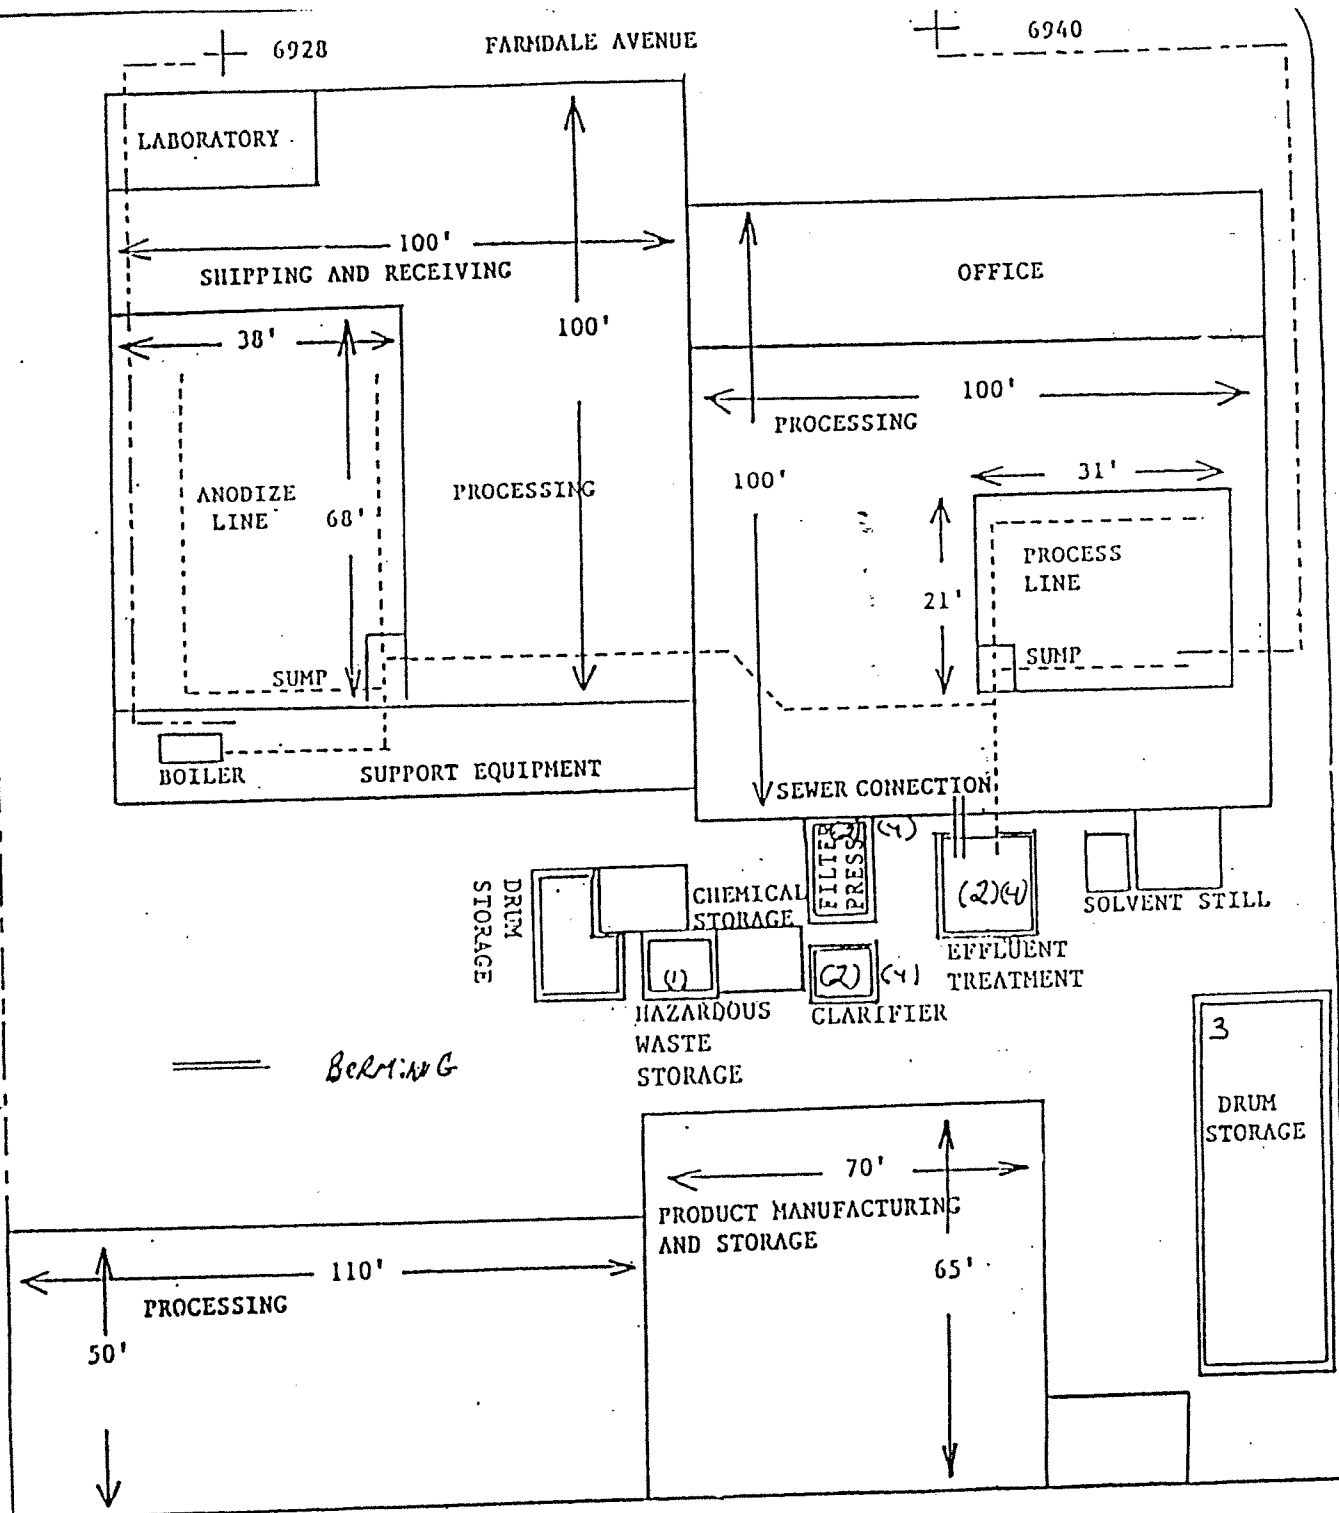 6928
FARMDALE AVENUE
6940
LABORATORY
100'
SHIPPING AND RECEIVING
100'
OFFICE
38'
100'
PROCESSING
ANODIZE
LINE
68'
PROCESSING
100'
31'
PROCESS
LINE
21'
SUMP
SUMP
BOILER
SUPPORT EQUIPMENT
SEWER CONNECTION
DRUM
STORAGE
CHEMICAL
STORAGE
FILTER
PRESS
(2) (4)
(2)(4)
EFFLUENT
TREATMENT
SOLVENT STILL
(1)
HAZARDOUS
WASTE
STORAGE
(2) (4)
CLARIFIER
BERMING
3
DRUM
STORAGE
70'
PRODUCT MANUFACTURING
AND STORAGE
65'
110'
PROCESSING
50'